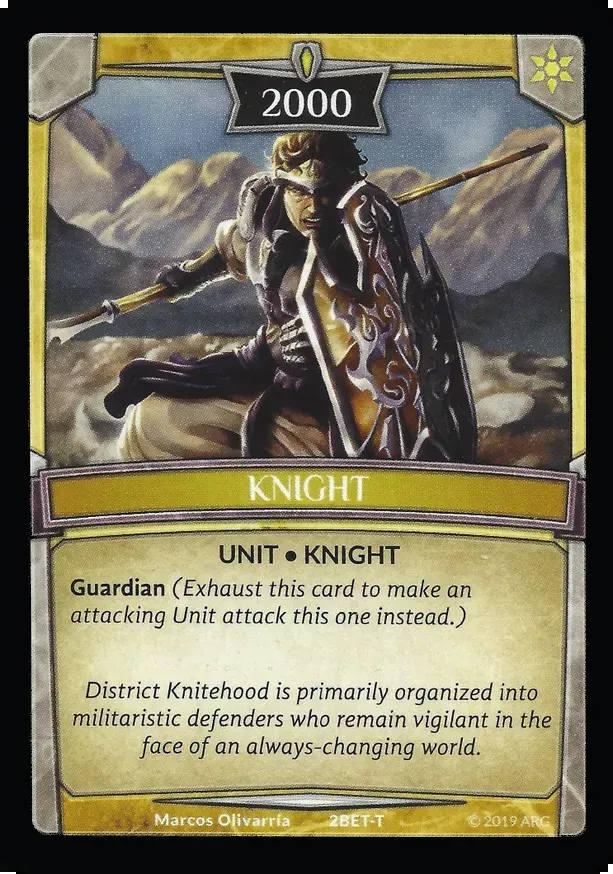 2000
KNIGHT
UNIT • KNIGHT
Guardian (Exhaust this card to make an
attacking Unit attack this one instead.)
District Knitehood is primarily organized into
militaristic defenders who remain vigilant in the
face of an always-changing world.
Marcos Olivarría 2BET-T © 2019 ARG